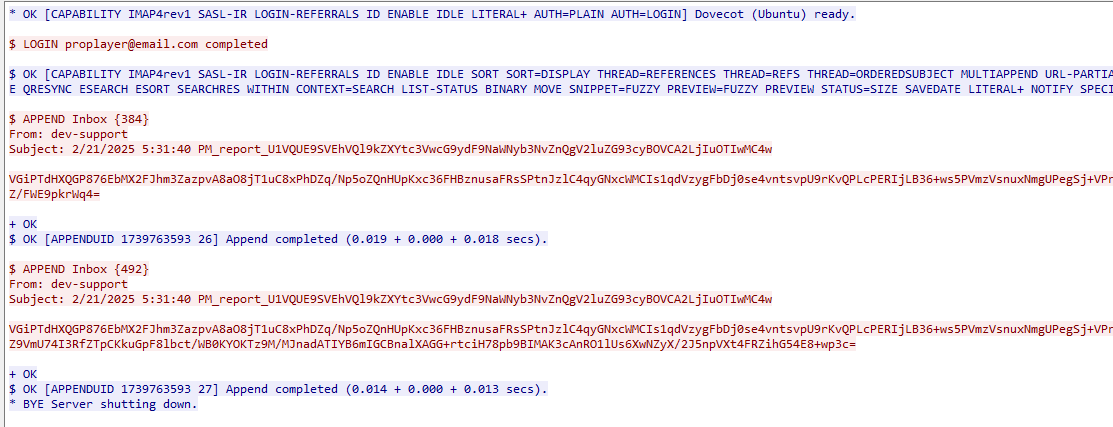 * OK [CAPABILITY IMAP4rev1 SASL-IR LOGIN-REFERRALS ID ENABLE IDLE LITERAL+ AUTH=PLAIN AUTH=LOGIN] Dovecot (Ubuntu) ready.
$ LOGIN proplayer@email.com completed
$ OK [CAPABILITY IMAP4rev1 SASL-IR LOGIN-REFERRALS ID ENABLE IDLE SORT SORT=DISPLAY THREAD=REFERENCES THREAD=REFS THREAD=ORDEREDSUBJECT MULTIAPPEND URL-PARTIA
E QRESYNC ESEARCH ESORT SEARCHRES WITHIN CONTEXT=SEARCH LIST-STATUS BINARY MOVE SNIPPET=FUZZY PREVIEW=FUZZY PREVIEW STATUS=SIZE SAVEDATE LITERAL+ NOTIFY SPECI
$ APPEND Inbox {384}
From: dev-support
Subject: 2/21/2025 5:31:40 PM_report_U1VQUE9SVEhVQl9kZXYtc3VwcG9ydF9NaWNyb3NvZnQgV2luZG93cyBOVCA2LjIuOTIwMC4w
VGiPTdHXQGP876EbMX2FJhm3ZazpvA8aO8jT1uC8xPhDZq/Np5oZQnHUpKxc36FHBznusaFRsSPtnJzlC4qyGNxcWMCIs1qdVzygFbDj0se4vntsvpU9rKvQPLcPERIjLB36+ws5PVmzVsnuxNmgUPegSj+VPr
Z/FWE9pkrWq4=
+ OK
$ OK [APPENDUID 1739763593 26] Append completed (0.019 + 0.000 + 0.018 secs).
$ APPEND Inbox {492}
From: dev-support
Subject: 2/21/2025 5:31:40 PM_report_U1VQUE9SVEhVQl9kZXYtc3VwcG9ydF9NaWNyb3NvZnQgV2luZG93cyBOVCA2LjIuOTIwMC4w
VGiPTdHXQGP876EbMX2FJhm3ZazpvA8aO8jT1uC8xPhDZq/Np5oZQnHUpKxc36FHBznusaFRsSPtnJzlC4qyGNxcWMCIs1qdVzygFbDj0se4vntsvpU9rKvQPLcPERIjLB36+ws5PVmzVsnuxNmgUPegSj+VPr
Z9VmU74I3RfZTpCKkuGpF8lbct/WB0KYOKTz9M/MJnadATIYB6mIGCBnalXAGG+rtciH78pb9BIMAK3cAnRO1lUs6XwNZyX/2J5npVXt4FRZihG54E8+wp3c=
+ OK
$ OK [APPENDUID 1739763593 27] Append completed (0.014 + 0.000 + 0.013 secs).
* BYE Server shutting down.